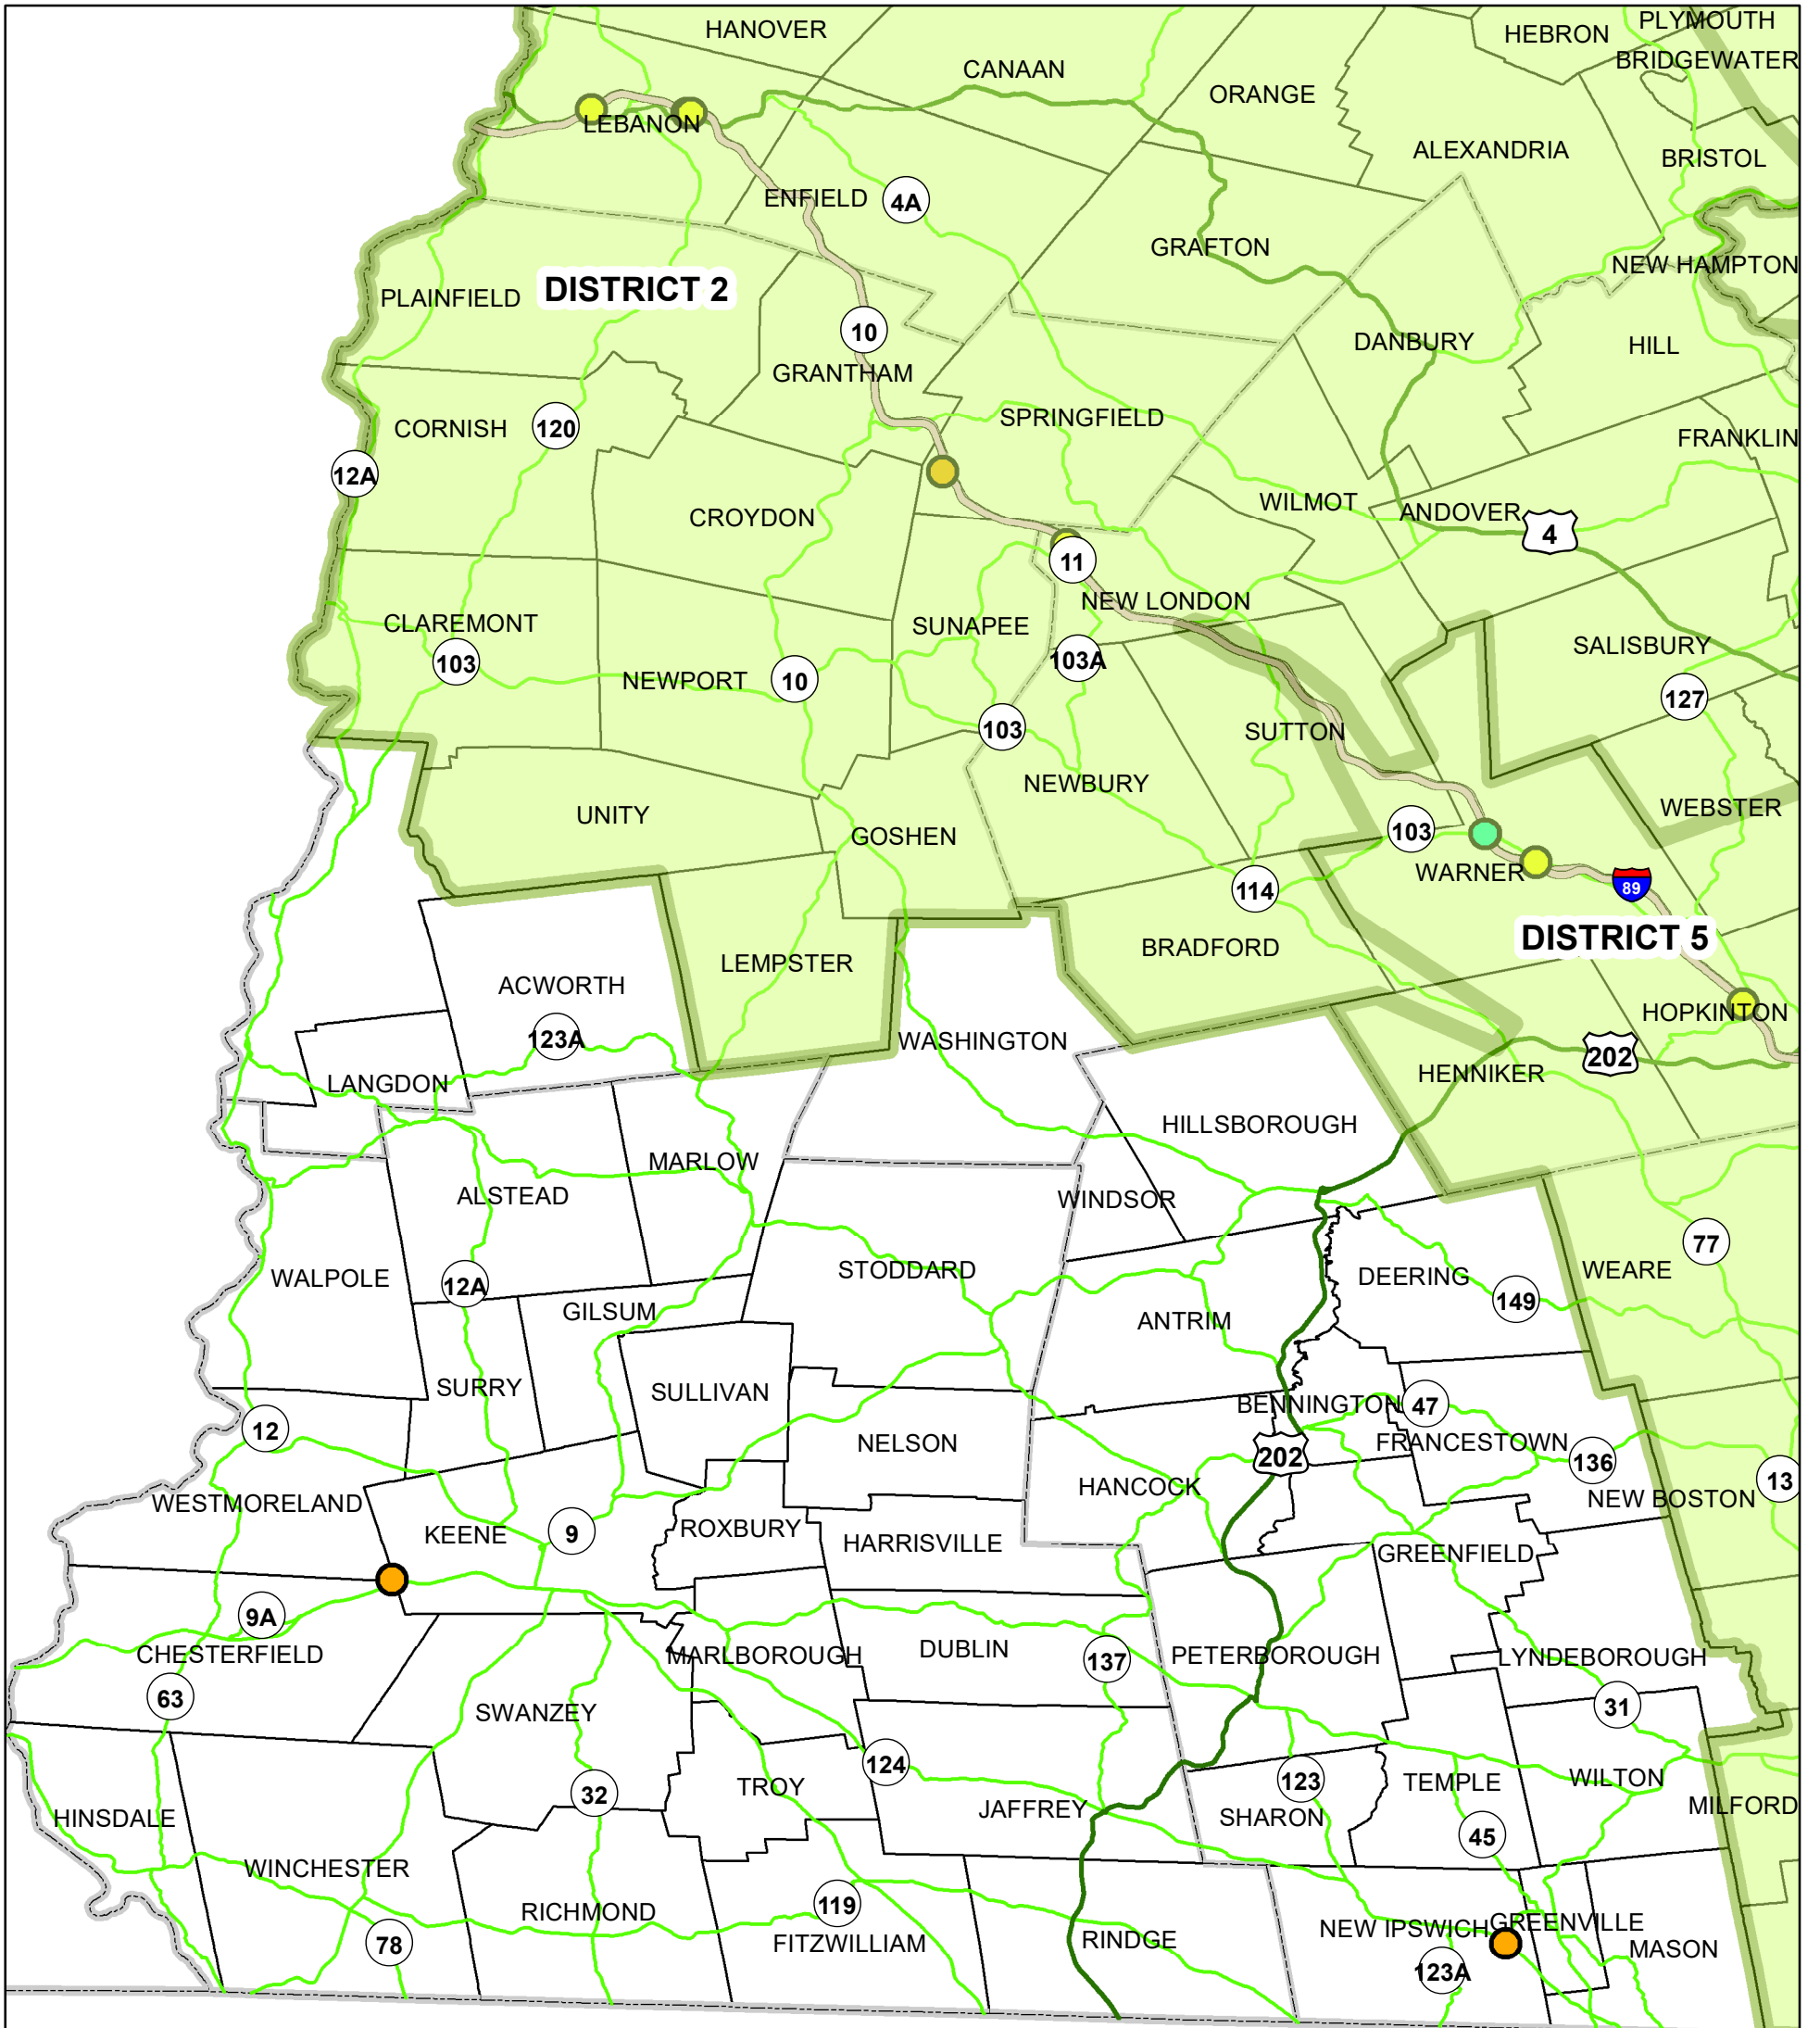 HANOVER
HEBRON
PLYMOUTH
CANAAN
BRIDGEWATER
ORANGE
LEBANON
ALEXANDRIA
BRISTOL
ENFIELD
4A
GRAFTON
NEW HAMPTON
PLAINFIELD
DISTRICT 2
10
DANBURY
HILL
GRANTHAM
CORNISH
120
SPRINGFIELD
FRANKLIN
12A
CROYDON
WILMOT
ANDOVER
4
11
CLAREMONT
NEW LONDON
SUNAPEE
SALISBURY
103
103A
NEWPORT
10
127
103
SUTTON
NEWBURY
UNITY
WEBSTER
GOSHEN
103
WARNER
114
89
DISTRICT 5
LEMPSTER
BRADFORD
ACWORTH
HOPKINTON
123A
WASHINGTON
202
LANGDON
HENNIKER
HILLSBOROUGH
MARLOW
ALSTEAD
WINDSOR
77
WALPOLE
12A
STODDARD
DEERING
WEARE
149
GILSUM
ANTRIM
SURRY
SULLIVAN
BENNINGTON
47
12
NELSON
202
FRANCESTOWN
136
HANCOCK
13
WESTMORELAND
NEW BOSTON
KEENE
9
ROXBURY
HARRISVILLE
GREENFIELD
9A
CHESTERFIELD
MARLBOROUGH
DUBLIN
137
PETERBOROUGH
LYNDEBOROUGH
63
SWANZEY
31
124
TROY
32
123
TEMPLE
WILTON
HINSDALE
JAFFREY
SHARON
MILFORD
45
WINCHESTER
119
RICHMOND
78
FITZWILLIAM
RINDGE
NEW IPSWICH
GREENVILLE
MASON
123A